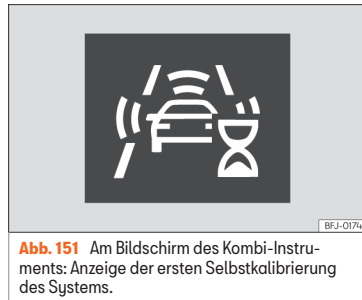 BFJ-0174
Abb. 151 Am Bildschirm des Kombi-Instru-
ments: Anzeige der ersten Selbstkalibrierung
des Systems.